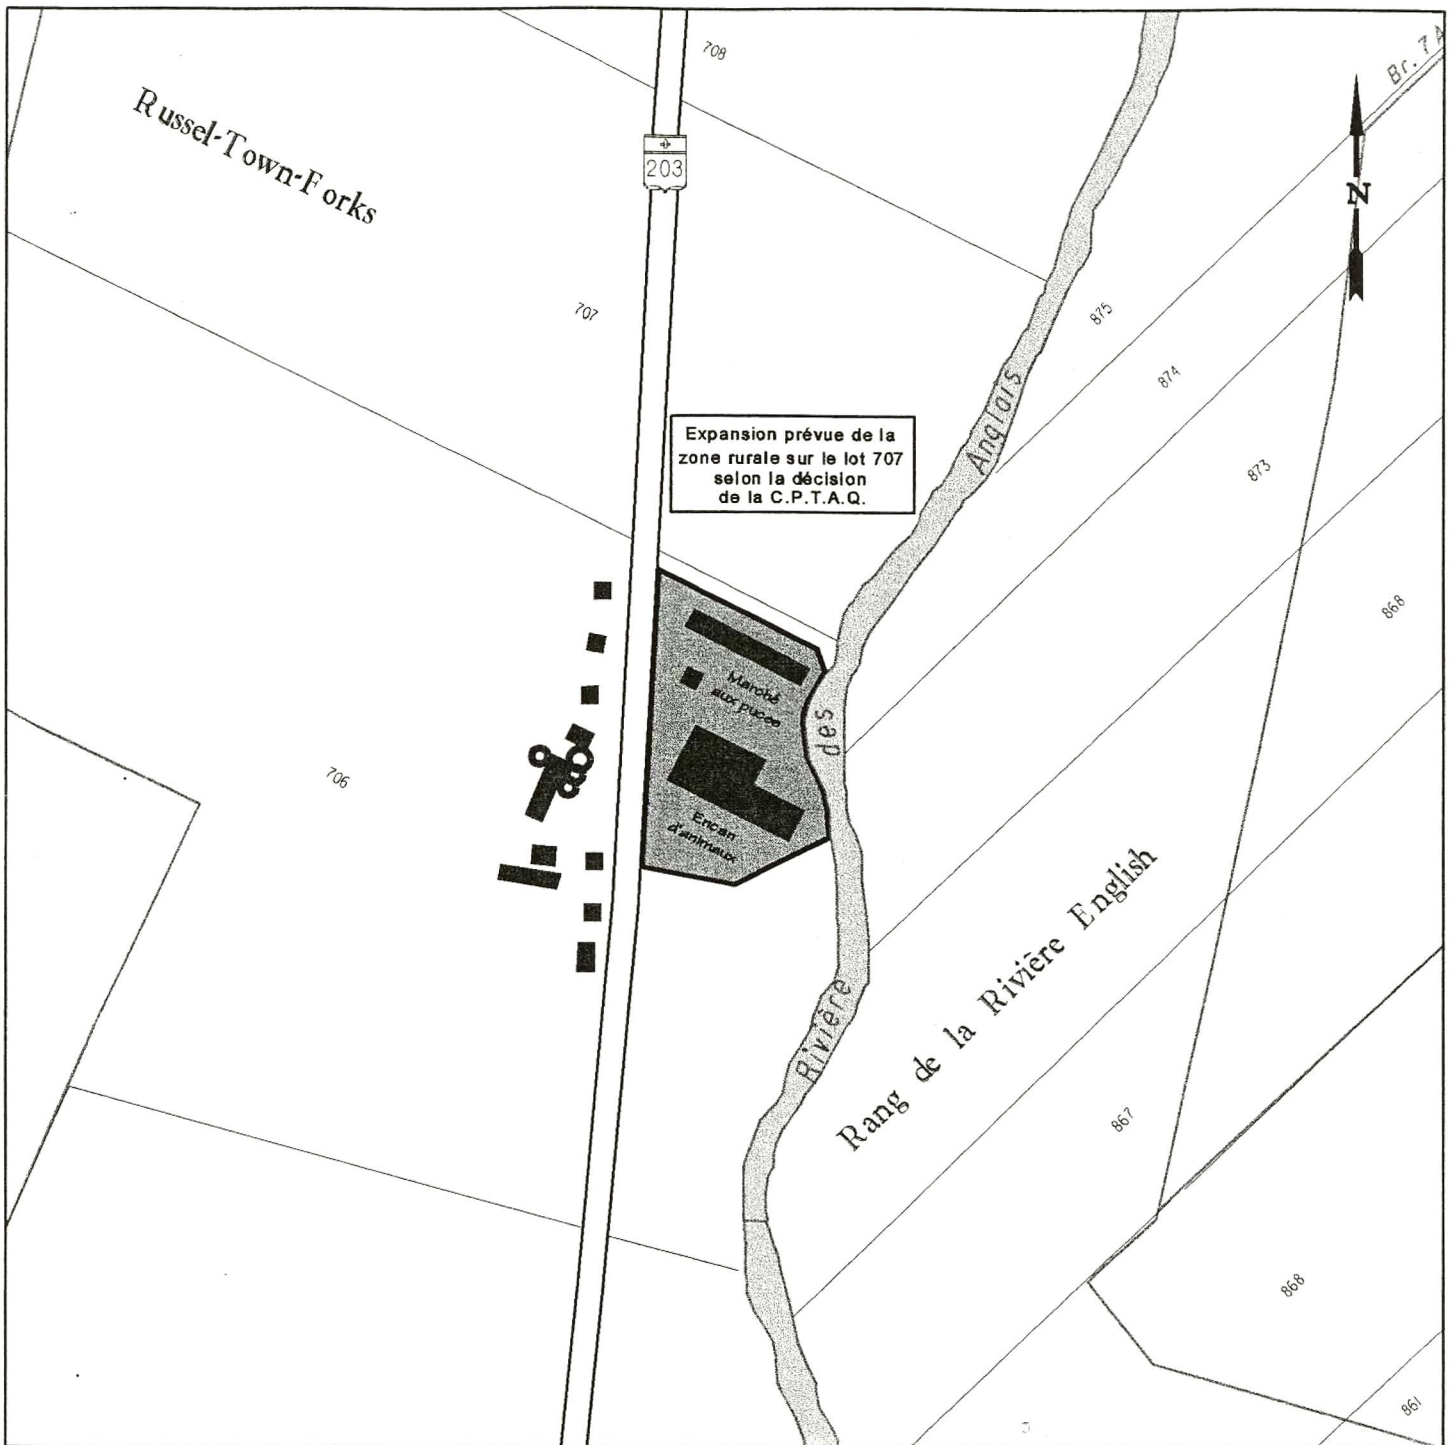 708
Br. 7 A
Russel-Town-Forks
203
N
707
875
874
Expansion prévue de la
zone rurale sur le lot 707
selon la décision
de la C.P.T.A.Q.
873
868
Marché
aux puces
706
Encan
d'animaux
Rivière des Anglais
Rang de la Rivière English
867
868
861